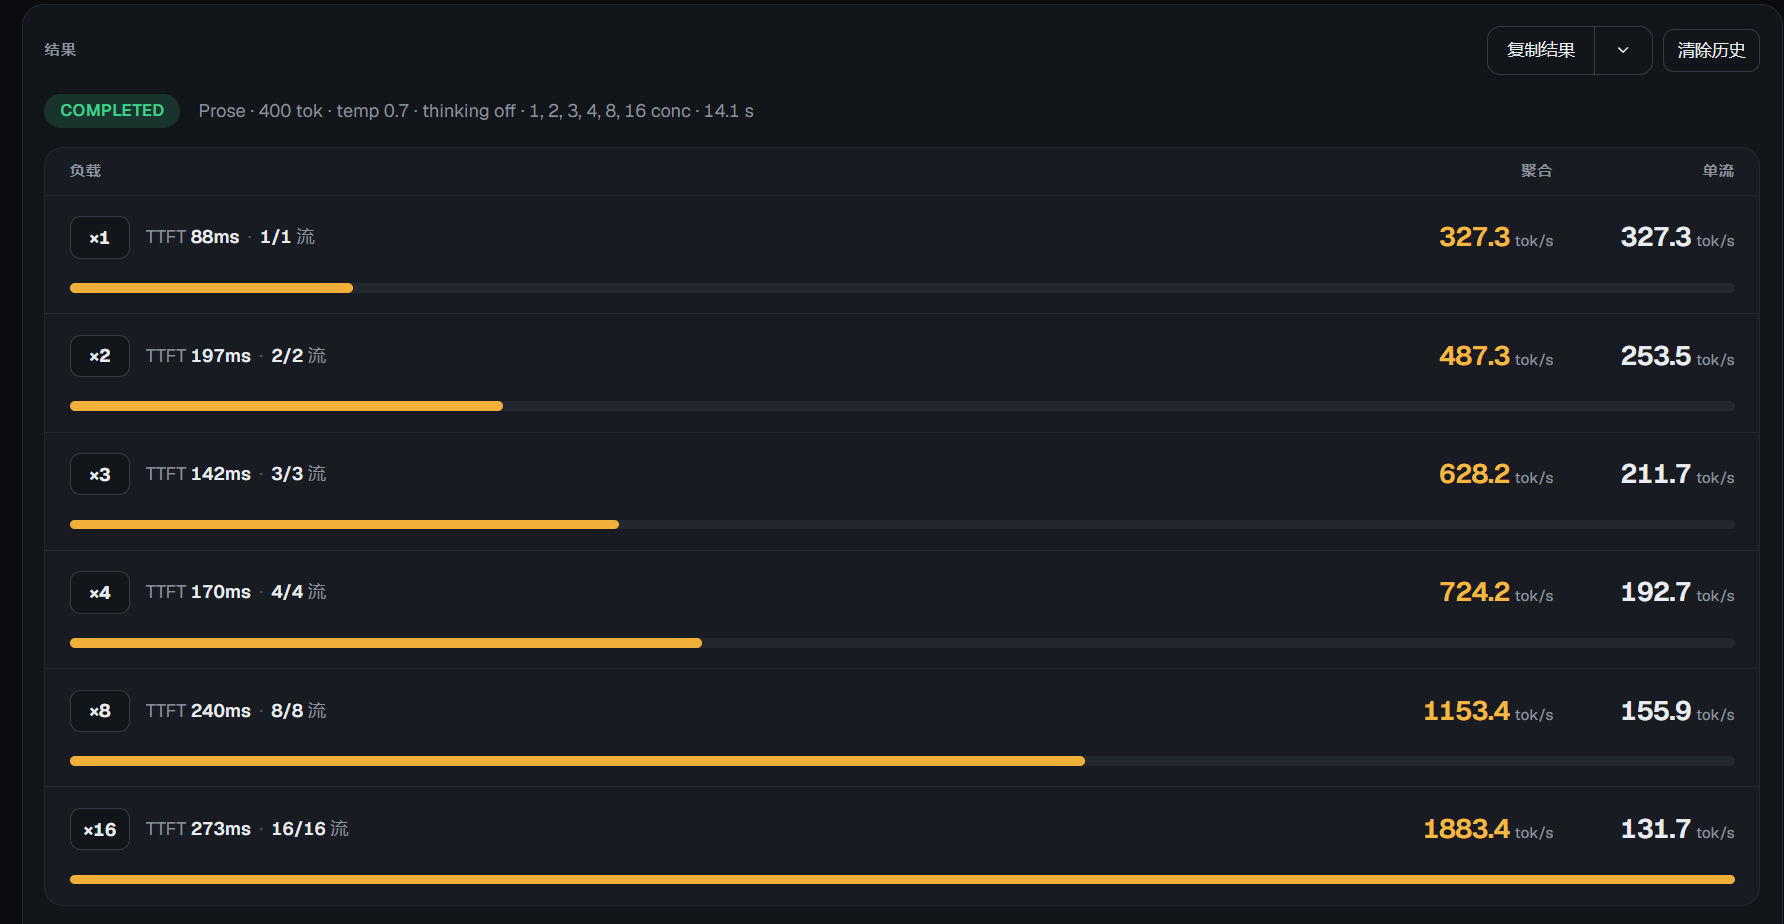 结果
复制结果
清除历史
COMPLETED Prose · 400 tok · temp 0.7 · thinking off · 1, 2, 3, 4, 8, 16 conc · 14.1 s
负载 聚合 单流
×1 TTFT 88ms · 1/1 流 327.3 tok/s 327.3 tok/s
×2 TTFT 197ms · 2/2 流 487.3 tok/s 253.5 tok/s
×3 TTFT 142ms · 3/3 流 628.2 tok/s 211.7 tok/s
×4 TTFT 170ms · 4/4 流 724.2 tok/s 192.7 tok/s
×8 TTFT 240ms · 8/8 流 1153.4 tok/s 155.9 tok/s
×16 TTFT 273ms · 16/16 流 1883.4 tok/s 131.7 tok/s